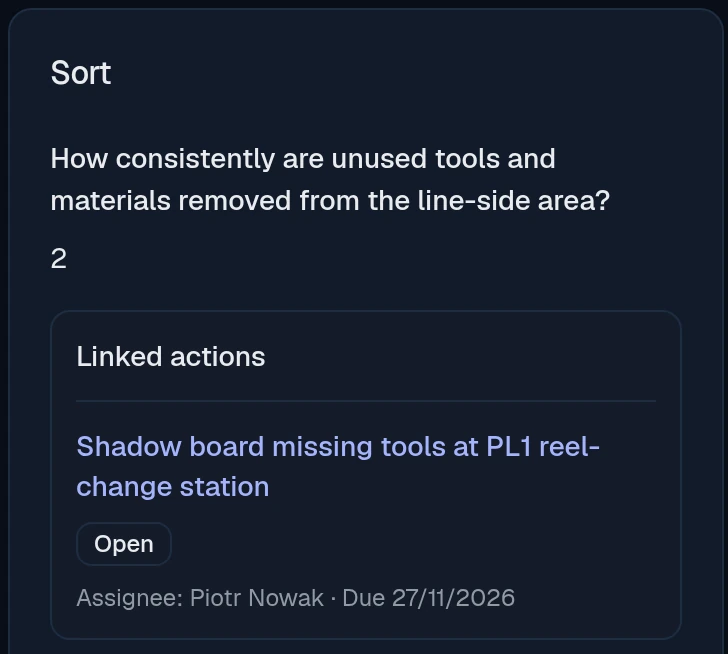 Sort
How consistently are unused tools and
materials removed from the line-side area?
2
Linked actions
Shadow board missing tools at PL1 reel-
change station
Open
Assignee: Piotr Nowak · Due 27/11/2026